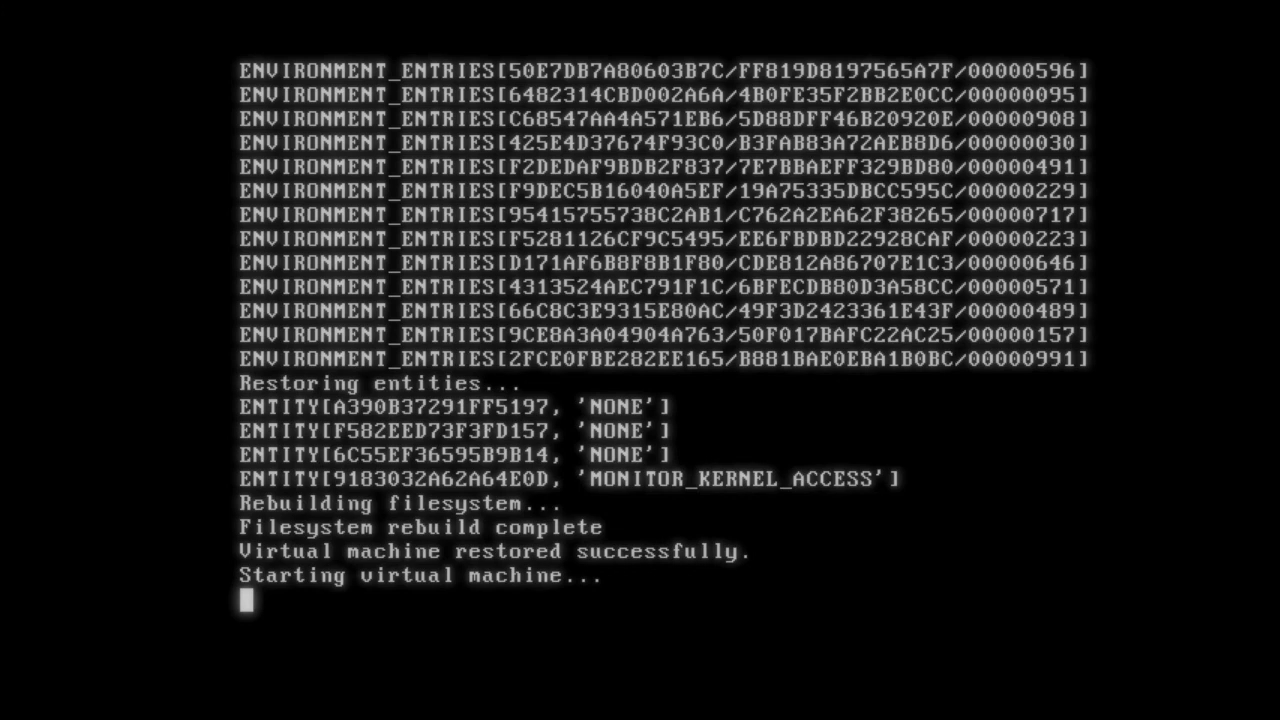 ENVIRONMENT_ENTRIES[50E7DB7A80603B7C/FF819D8197565A7F/00000596]
ENVIRONMENT_ENTRIES[6482314CBD002A6A/4B0FE35F2BB2E0CC/00000095]
ENVIRONMENT_ENTRIES[C68547AA4A571EB6/5D88DFF46B20920E/00000908]
ENVIRONMENT_ENTRIES[425E4D37674F93C0/B3FAB83A72AEB8D6/00000030]
ENVIRONMENT_ENTRIES[F2DEDAF9BDB2F837/7E7BBAEFF329BD80/00000491]
ENVIRONMENT_ENTRIES[F9DEC5B16040A5EF/19A75335DBCC595C/00000229]
ENVIRONMENT_ENTRIES[95415755738C2AB1/C762A2EA62F38265/00000717]
ENVIRONMENT_ENTRIES[F5281126CF9C5495/EE6FBDBD22928CAF/00000223]
ENVIRONMENT_ENTRIES[D171AF6B8F8B1F80/CDE812A86707E1C3/00000646]
ENVIRONMENT_ENTRIES[4313524AEC791F1C/6BFECDB80D3A58CC/00000571]
ENVIRONMENT_ENTRIES[66C8C3E9315E80AC/49F3D2423361E43F/00000489]
ENVIRONMENT_ENTRIES[9CE8A3A04904A763/50F017BAFC22AC25/00000157]
ENVIRONMENT_ENTRIES[2FCE0FBE282EE165/B881BAE0EBA1B0BC/00000991]
Restoring entities...
ENTITY[A390B37291FF5197, 'NONE']
ENTITY[F582EED73F3FD157, 'NONE']
ENTITY[6C55EF36595B9B14, 'NONE']
ENTITY[9183032A62A64E0D, 'MONITOR_KERNEL_ACCESS']
Rebuilding filesystem...
Filesystem rebuild complete
Virtual machine restored successfully.
Starting virtual machine...